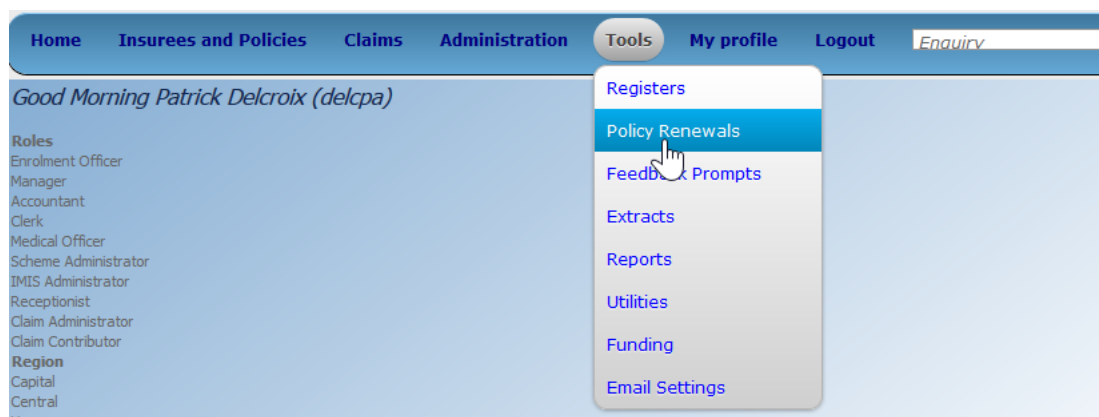 Home Insurees and Policies Claims Administration Tools My profile Logout Enquiry
Good Morning Patrick Delcroix (delcpa)
Roles
Enrolment Officer
Manager
Accountant
Clerk
Medical Officer
Scheme Administrator
IMIS Administrator
Receptionist
Claim Administrator
Claim Contributor
Region
Capital
Central
Registers
Policy Renewals
Feedback Prompts
Extracts
Reports
Utilities
Funding
Email Settings